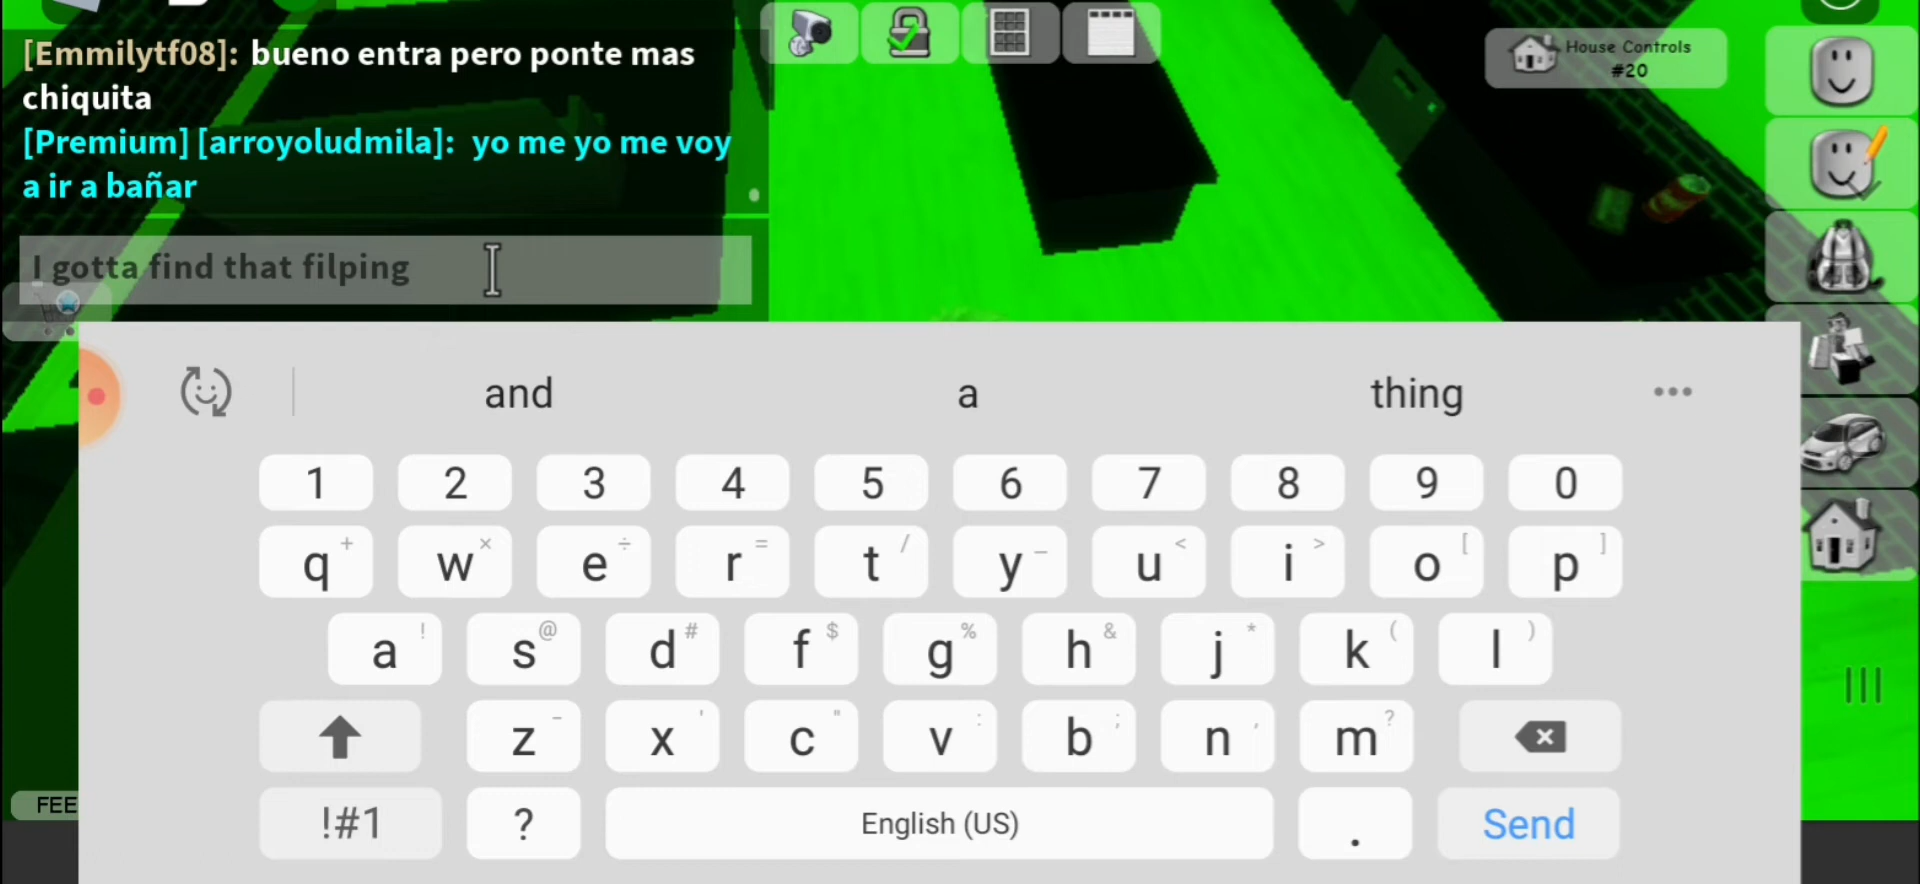 [Emmilytf08]: bueno entra pero ponte mas
chiquita
[Premium] [arroyoludmila]: yo me yo me voy
a ir a bañar
House Controls
#20
I gotta find that filping
and a thing
1 2 3 4 5 6 7 8 9 0
q + w × e ÷ r = t / y _ u < i > o [ p ]
a ! s @ d # f $ g % h & j * k ( l )
z - x ' c " v : b ; n , m ?
FEE
!#1 ? English (US) . Send